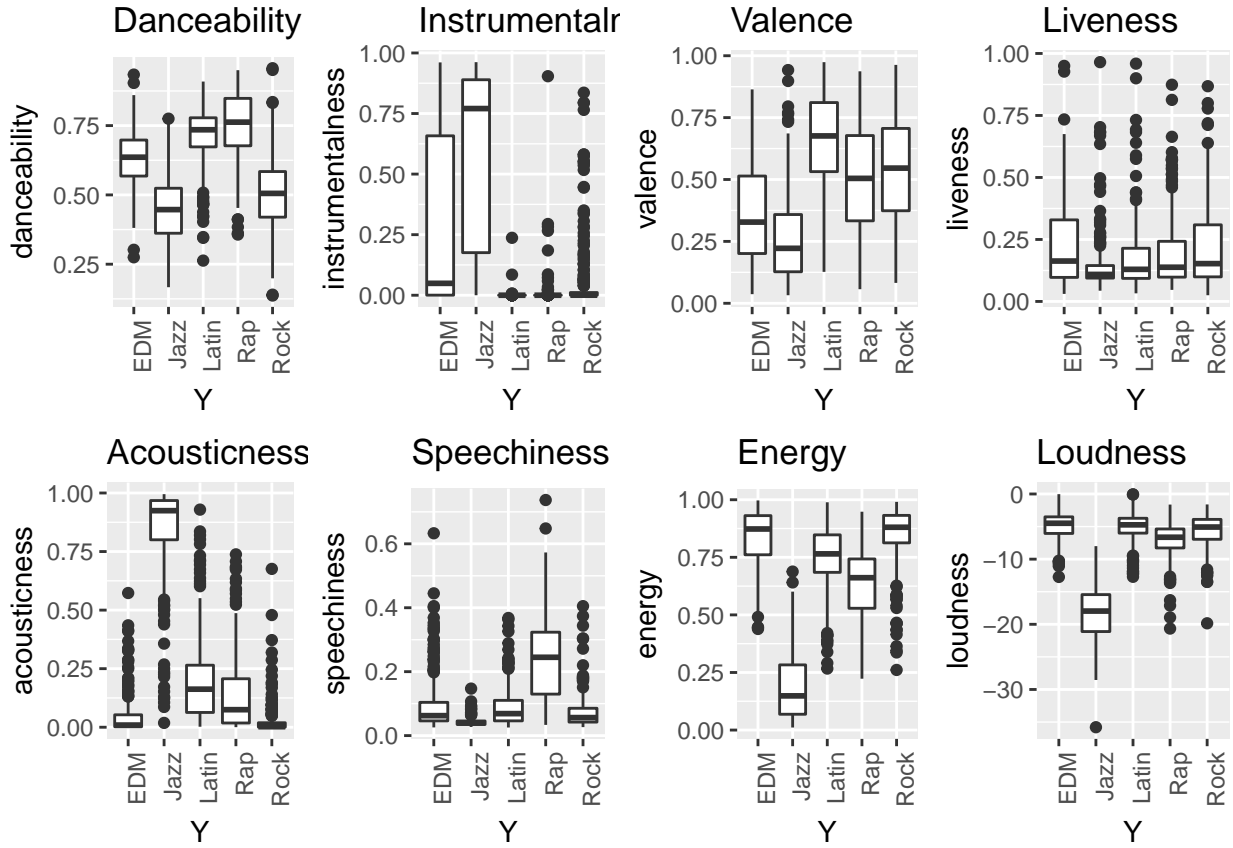 Danceability
danceability
0.75
0.50
0.25
EDM
Jazz
Latin
Rap
Rock
Y
Instrumentaln
instrumentalness
1.00
0.75
0.50
0.25
0.00
EDM
Jazz
Latin
Rap
Rock
Y
Valence
valence
1.00
0.75
0.50
0.25
0.00
EDM
Jazz
Latin
Rap
Rock
Y
Liveness
liveness
1.00
0.75
0.50
0.25
0.00
EDM
Jazz
Latin
Rap
Rock
Y
Acousticness
acousticness
1.00
0.75
0.50
0.25
0.00
EDM
Jazz
Latin
Rap
Rock
Y
Speechiness
speechiness
0.6
0.4
0.2
0.0
EDM
Jazz
Latin
Rap
Rock
Y
Energy
energy
1.00
0.75
0.50
0.25
0.00
EDM
Jazz
Latin
Rap
Rock
Y
Loudness
loudness
0
−10
−20
−30
EDM
Jazz
Latin
Rap
Rock
Y